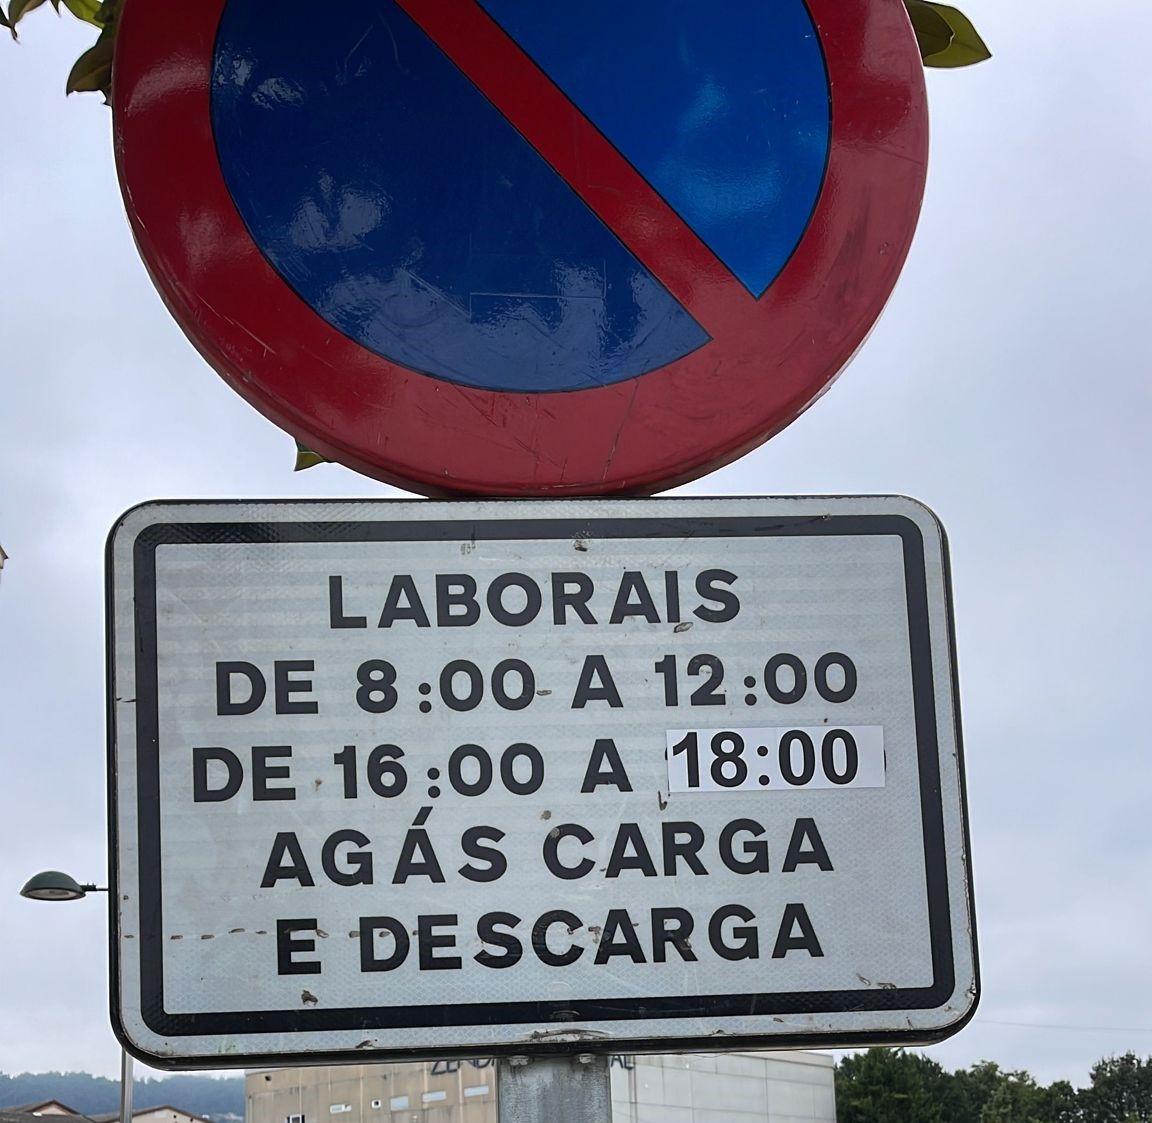 LABORAIS
DE 8:00 A 12:00
DE 16:00 A 18:00
AGÁS CARGA
E DESCARGA